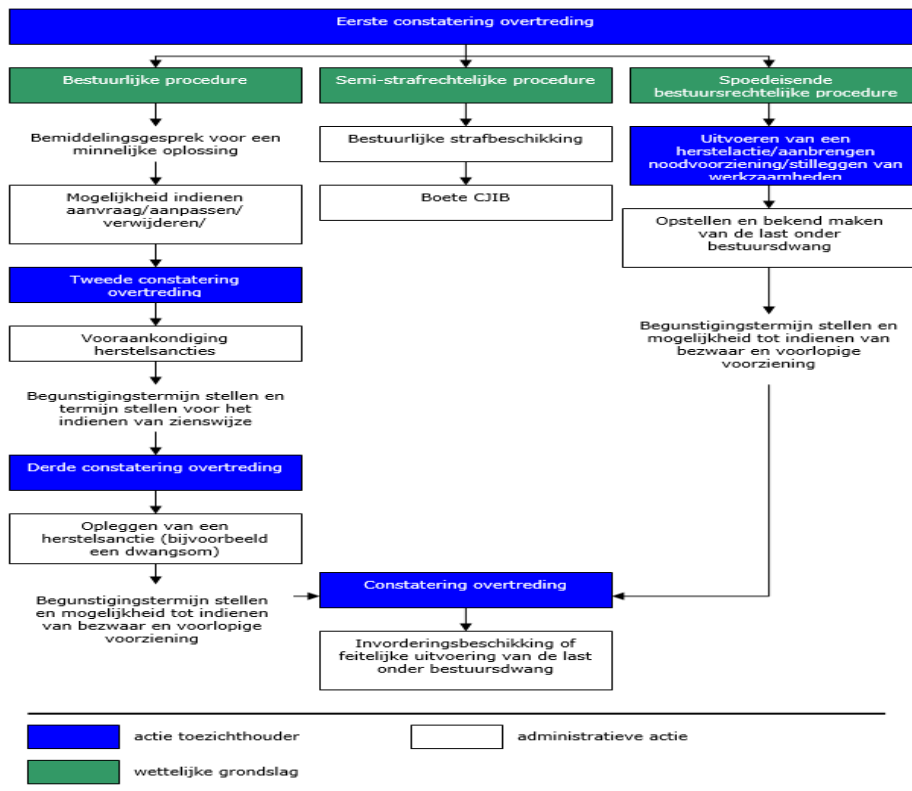 Eerste constatering overtreding
Bestuurlijke procedure
Semi-strafrechtelijke procedure
Spoedeisende
bestuursrechtelijke procedure
Bemiddelingsgesprek voor een
minnelijke oplossing
Bestuurlijke strafbeschikking
Uitvoeren van een
herstelactie/aanbrengen
noodvoorziening/stilleggen van
werkzaamheden
Mogelijkheid indienen
aanvraag/aanpassen/
verwijderen/
Boete CJIB
Opstellen en bekend maken
van de last onder
bestuursdwang
Tweede constatering
overtreding
Vooraankondiging
herstelsancties
Begunstigingstermijn stellen en
mogelijkheid tot indienen van
bezwaar en voorlopige
voorziening
Begunstigingstermijn stellen en
termijn stellen voor het
indienen van zienswijze
Derde constatering overtreding
Opleggen van een
herstelsanctie (bijvoorbeeld
een dwangsom)
Begunstigingstermijn stellen
en mogelijkheid tot indienen
van bezwaar en voorlopige
voorziening
Constatering overtreding
Invorderingsbeschikking of
feitelijke uitvoering van de last
onder bestuursdwang
actie toezichthouder
administratieve actie
wettelijke grondslag